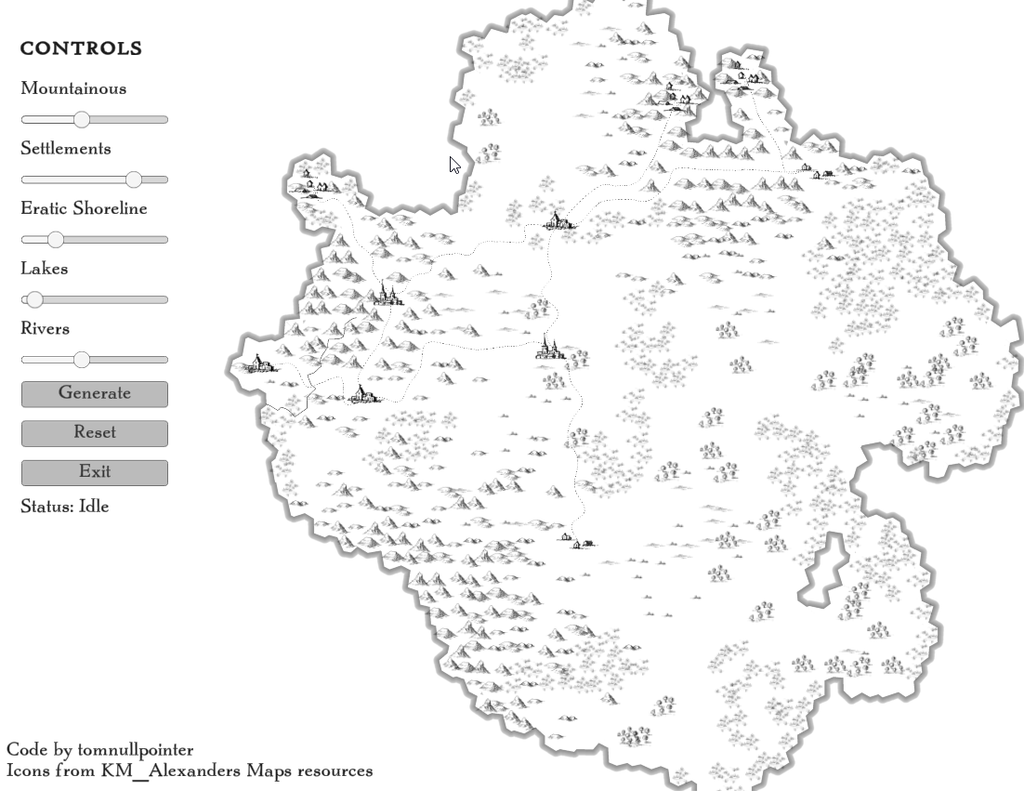 CONTROLS
Mountainous
Settlements
Eratic Shoreline
Lakes
Rivers
Generate
Reset
Exit
Status: Idle
Code by tomnullpointer
Icons from KM_Alexanders Maps resources